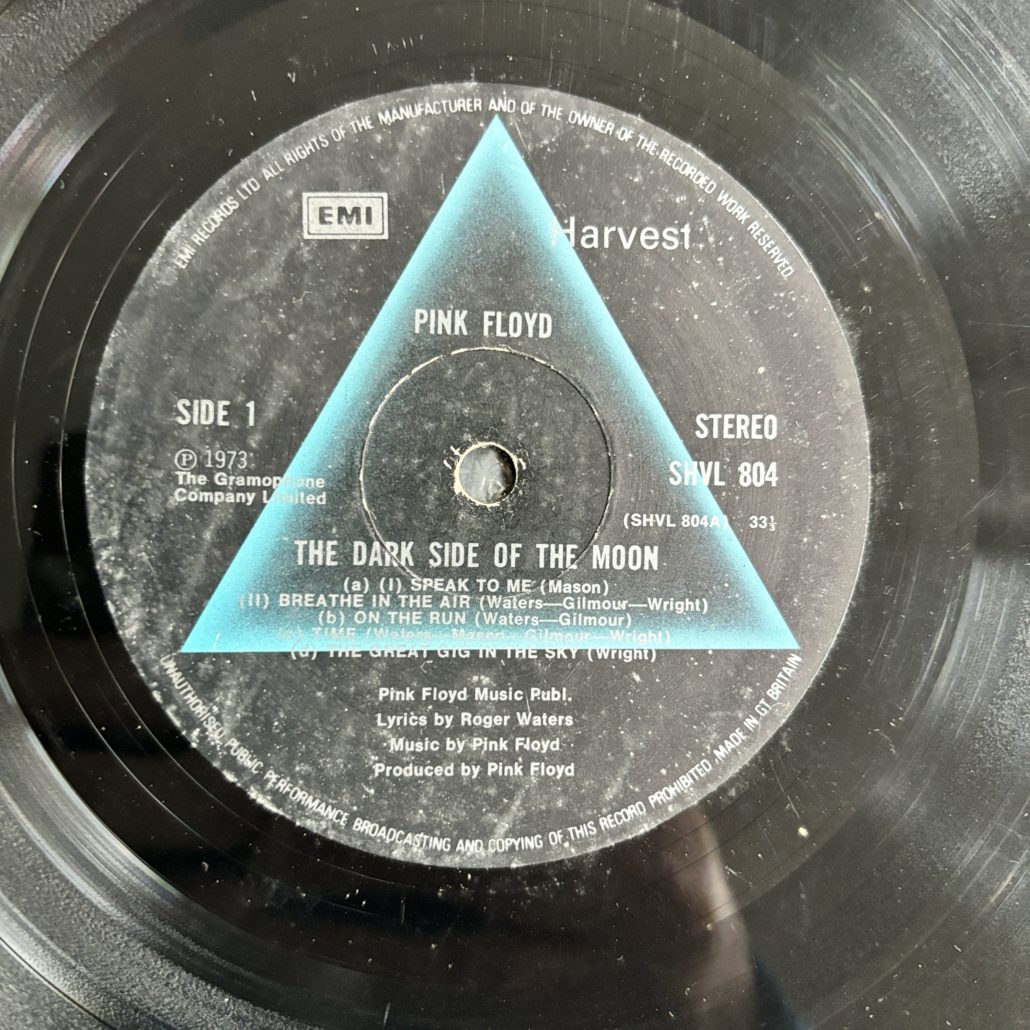 EMI RECORDS LTD ALL RIGHTS OF THE MANUFACTURER AND OF THE OWNER OF THE RECORDED WORK RESERVED.
EMI
Harvest
PINK FLOYD
SIDE 1
STEREO
Ⓟ 1973
The Gramophone
Company Limited
SHVL 804
(SHVL 804A) 33⅓
THE DARK SIDE OF THE MOON
(a) (I) SPEAK TO ME (Mason)
(II) BREATHE IN THE AIR (Waters—Gilmour—Wright)
(b) ON THE RUN (Waters—Gilmour)
(c) TIME (Waters—Mason—Gilmour—Wright)
(d) THE GREAT GIG IN THE SKY (Wright)
Pink Floyd Music Publ.
Lyrics by Roger Waters
Music by Pink Floyd
Produced by Pink Floyd
UNAUTHORISED PUBLIC PERFORMANCE BROADCASTING AND COPYING OF THIS RECORD PROHIBITED. MADE IN GT BRITAIN